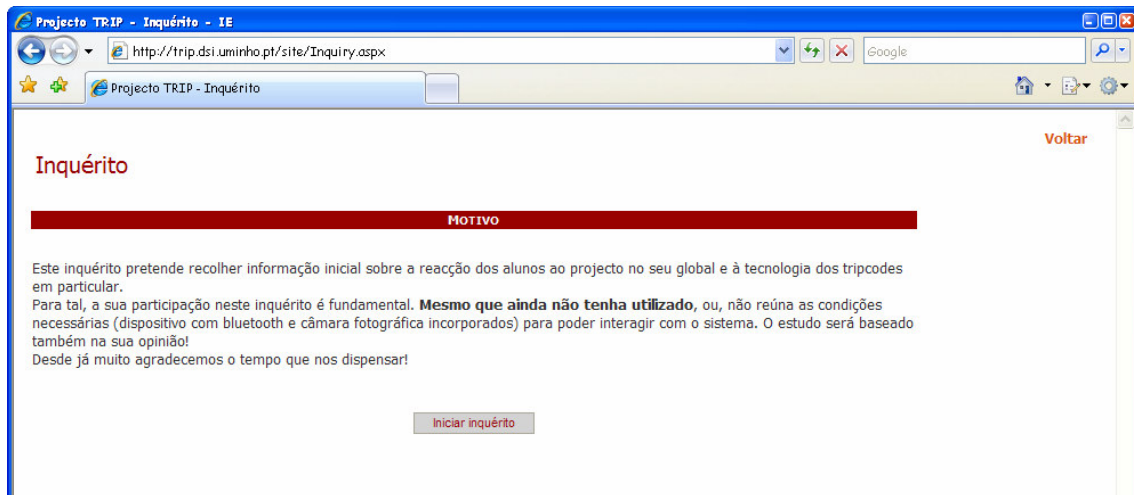 Projecto TRIP - Inquérito - IE
http://trip.dsi.uminho.pt/site/Inquiry.aspx
Google
Projecto TRIP - Inquérito
Voltar
Inquérito
MOTIVO
Este inquérito pretende recolher informação inicial sobre a reacção dos alunos ao projecto no seu global e à tecnologia dos tripcodes
em particular.
Para tal, a sua participação neste inquérito é fundamental. Mesmo que ainda não tenha utilizado, ou, não reúna as condições
necessárias (dispositivo com bluetooth e câmara fotográfica incorporados) para poder interagir com o sistema. O estudo será baseado
também na sua opinião!
Desde já muito agradecemos o tempo que nos dispensar!
Iniciar inquérito